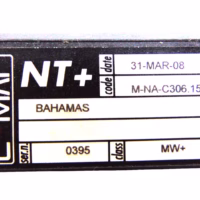 NT+
date 31-MAR-08
code M-NA-C306.15
BAHAMAS
ser.n. 0395 class MW+